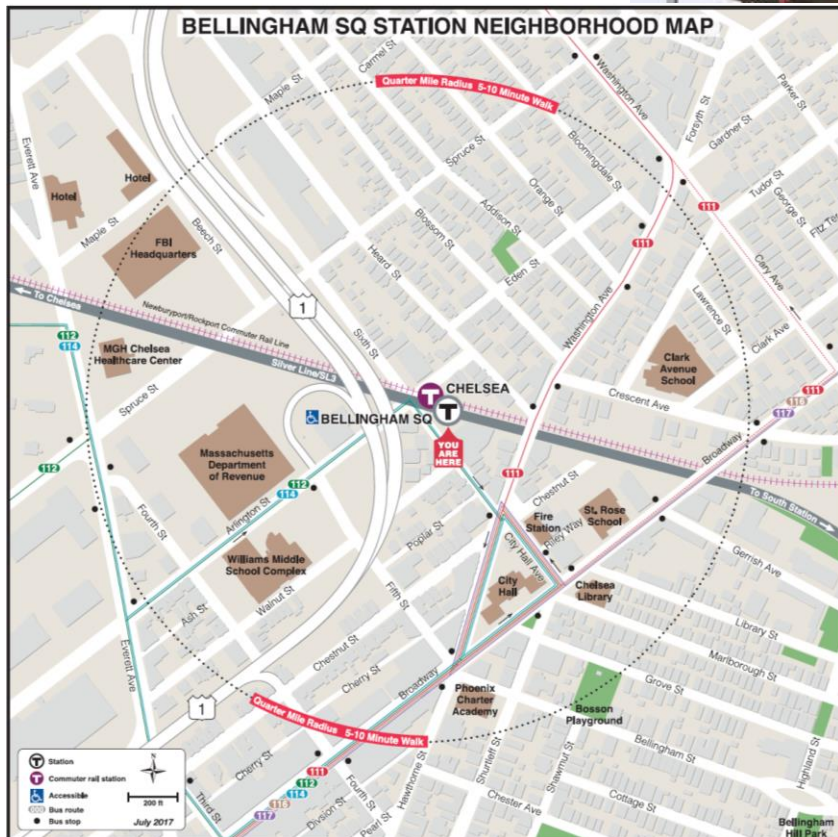 BELLINGHAM SQ STATION NEIGHBORHOOD MAP
Carmel St
Maple St
Quarter Mile Radius 5-10 Minute Walk
Washington Ave
Parker St
Forsyth St
Gardner St
Everett Ave
Hotel
Hotel
Spruce St
Bloomingdale St
Tudor St
George St
Maple St
Beech St
FBI
Headquarters
Blossom St
Addison St
Orange St
111
111
Heard St
Eden St
Cary Ave
To Chelsea
Newburyport/Rockport Commuter Rail Line
1
Washington Ave
Lawrence St
Clark Ave
112
114
MGH Chelsea
Healthcare Center
Silver Line/SL3
Sixth St
Clark
Avenue
School
Spruce St
T
CHELSEA
T
BELLINGHAM SQ
Crescent Ave
111
116
117
YOU
ARE
HERE
Massachusetts
Department
of Revenue
Broadway
112
112
114
111
To South Station
Arlington St
Chestnut St
Fourth St
Poplar St
Fire
Station
St. Rose
School
Riley Way
City Hall Ave
Gerrish Ave
Williams Middle
School Complex
Fifth St
City
Hall
Chelsea
Library
Ash St
Walnut St
Library St
Chestnut St
Marlborough St
Everett Ave
Cherry St
Broadway
Grove St
Phoenix
Charter
Academy
Bosson
Playground
1
Quarter Mile Radius 5-10 Minute Walk
Bellingham St
Highland St
Hawthorne St
Shurtleff St
Shawmut St
T Station
T Commuter rail station
Accessible
Bus route
Bus stop
N
200 ft
July 2017
Cherry St
111
112
114
116
117
Third St
Division St
Fourth St
Pearl St
Chester Ave
Cottage St
Bellingham
Hill Park